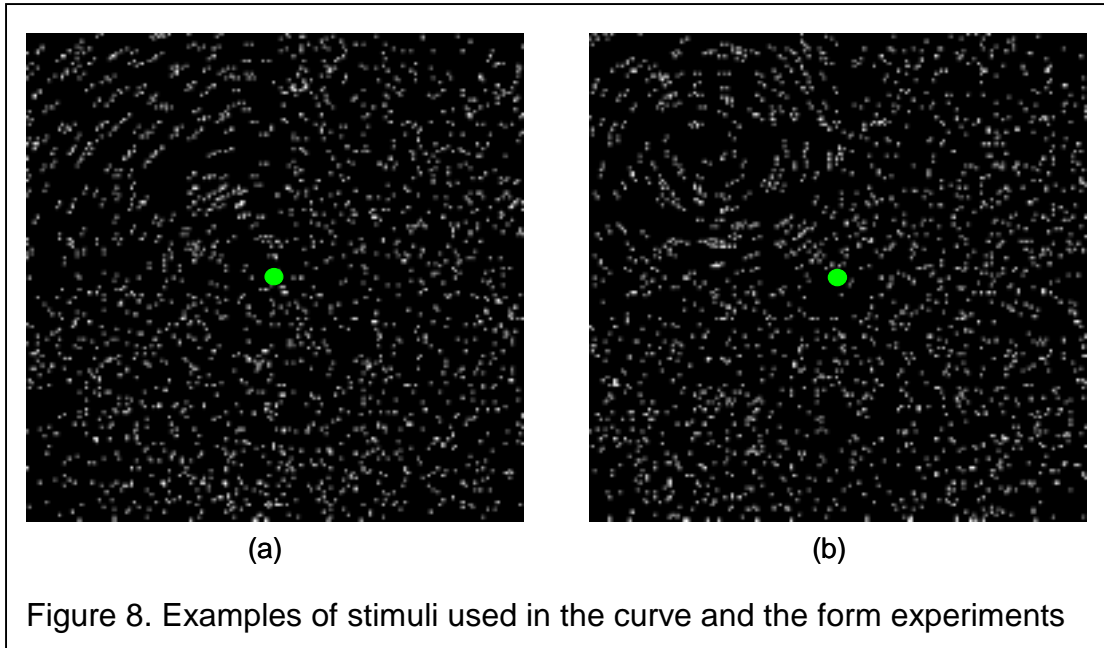 (a)
(b)
Figure 8. Examples of stimuli used in the curve and the form experiments